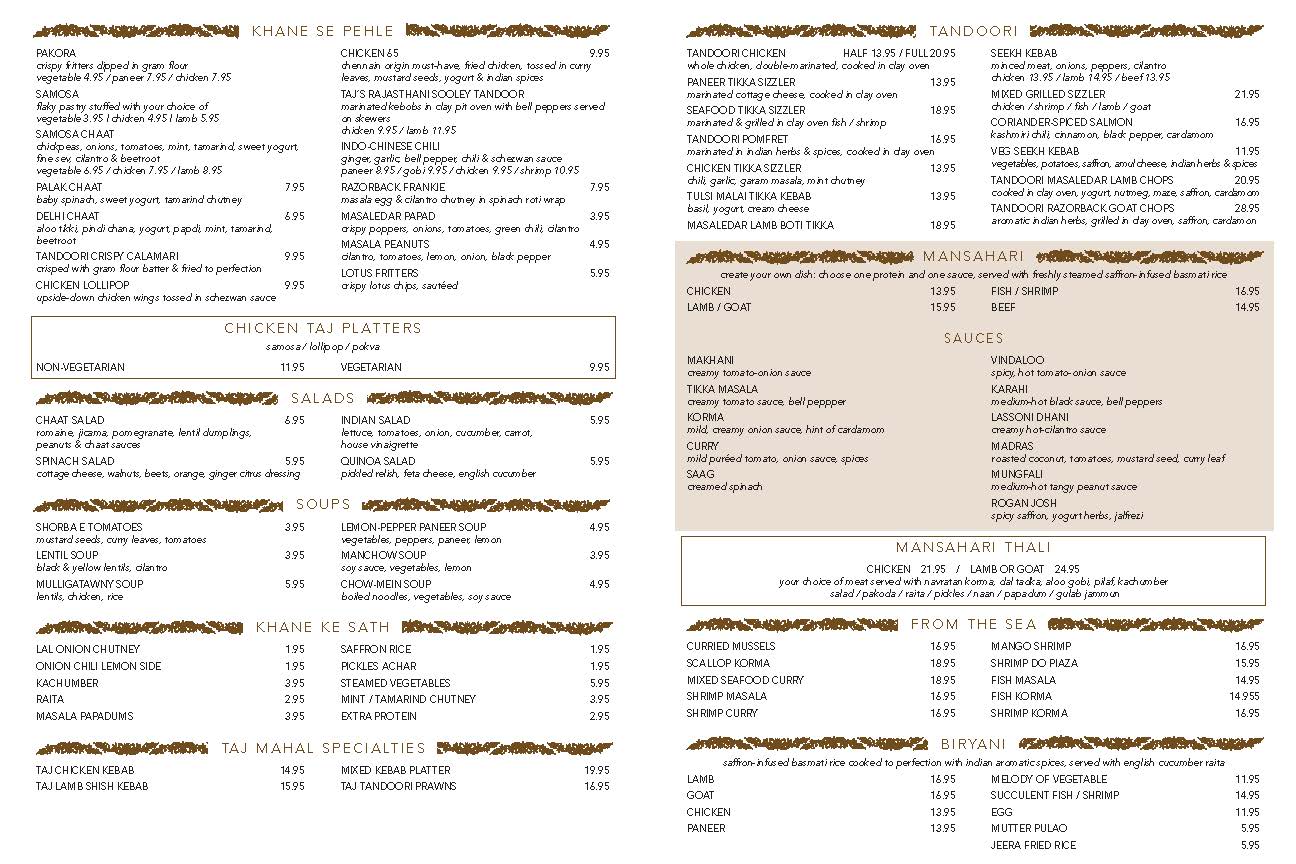 KHANE SE PEHLE
PAKORA
crispy fritters dipped in gram flour
vegetable 4.95 / paneer 7.95 / chicken 7.95
SAMOSA
flaky pastry stuffed with your choice of
vegetable 3.95 l chicken 4.95 l lamb 5.95
SAMOSA CHAAT
chickpeas, onions, tomatoes, mint, tamarind, sweet yogurt,
fine sev, cilantro & beetroot
vegetable 6.95 / chicken 7.95 / lamb 8.95
PALAK CHAAT 7.95
baby spinach, sweet yogurt, tamarind chutney
DELHI CHAAT 6.95
aloo tikki, pindi chana, yogurt, papdi, mint, tamarind,
beetroot
TANDOORI CRISPY CALAMARI 9.95
crisped with gram flour batter & fried to perfection
CHICKEN LOLLIPOP 9.95
upside-down chicken wings tossed in schezwan sauce
CHICKEN 65 9.95
chennain origin must-have, fried chicken, tossed in curry
leaves, mustard seeds, yogurt & indian spices
TAJ'S RAJASTHANI SOOLEY TANDOOR
marinated kebobs in clay pit oven with bell peppers served
on skewers
chicken 9.95 / lamb 11.95
INDO-CHINESE CHILI
ginger, garlic, bell pepper, chili & schezwan sauce
paneer 8.95 / gobi 9.95 / chicken 9.95 / shrimp 10.95
RAZORBACK FRANKIE 7.95
masala egg & cilantro chutney in spinach roti wrap
MASALEDAR PAPAD 3.95
crispy poppers, onions, tomatoes, green chili, cilantro
MASALA PEANUTS 4.95
cilantro, tomatoes, lemon, onion, black pepper
LOTUS FRITTERS 5.95
crispy lotus chips, sautéed
CHICKEN TAJ PLATTERS
samosa / lollipop / pokva
NON-VEGETARIAN 11.95
VEGETARIAN 9.95
SALADS
CHAAT SALAD 6.95
romaine, jicama, pomegranate, lentil dumplings,
peanuts & chaat sauces
SPINACH SALAD 5.95
cottage cheese, walnuts, beets, orange, ginger citrus dressing
INDIAN SALAD 5.95
lettuce, tomatoes, onion, cucumber, carrot,
house vinaigrette
QUINOA SALAD 5.95
pickled relish, feta cheese, english cucumber
SOUPS
SHORBA E TOMATOES 3.95
mustard seeds, curry leaves, tomatoes
LENTIL SOUP 3.95
black & yellow lentils, cilantro
MULLIGATAWNY SOUP 5.95
lentils, chicken, rice
LEMON-PEPPER PANEER SOUP 4.95
vegetables, peppers, paneer, lemon
MANCHOW SOUP 3.95
soy sauce, vegetables, lemon
CHOW-MEIN SOUP 4.95
boiled noodles, vegetables, soy sauce
KHANE KE SATH
LAL ONION CHUTNEY 1.95
ONION CHILI LEMON SIDE 1.95
KACHUMBER 3.95
RAITA 2.95
MASALA PAPADUMS 3.95
SAFFRON RICE 1.95
PICKLES ACHAR 1.95
STEAMED VEGETABLES 5.95
MINT / TAMARIND CHUTNEY 3.95
EXTRA PROTEIN 2.95
TAJ MAHAL SPECIALTIES
TAJ CHICKEN KEBAB 14.95
TAJ LAMB SHISH KEBAB 15.95
MIXED KEBAB PLATTER 19.95
TAJ TANDOORI PRAWNS 16.95
TANDOORI
TANDOORI CHICKEN HALF 13.95 / FULL 20.95
whole chicken, double-marinated, cooked in clay oven
PANEER TIKKA SIZZLER 13.95
marinated cottage cheese, cooked in clay oven
SEAFOOD TIKKA SIZZLER 18.95
marinated & grilled in clay oven fish / shrimp
TANDOORI POMFRET 16.95
marinated in indian herbs & spices, cooked in clay oven
CHICKEN TIKKA SIZZLER 13.95
chili, garlic, garam masala, mint chutney
TULSI MALAI TIKKA KEBAB 13.95
basil, yogurt, cream cheese
MASALEDAR LAMB BOTI TIKKA 18.95
SEEKH KEBAB
minced meat, onions, peppers, cilantro
chicken 13.95 / lamb 14.95 / beef 13.95
MIXED GRILLED SIZZLER 21.95
chicken / shrimp / fish / lamb / goat
CORIANDER-SPICED SALMON 16.95
kashmiri chili, cinnamon, black pepper, cardamom
VEG SEEKH KEBAB 11.95
vegetables, potatoes, saffron, amul cheese, indian herbs & spices
TANDOORI MASALEDAR LAMB CHOPS 20.95
cooked in clay oven, yogurt, nutmeg, maze, saffron, cardamom
TANDOORI RAZORBACK GOAT CHOPS 28.95
aromatic indian herbs, grilled in clay oven, saffron, cardamon
MANSAHARI
create your own dish: choose one protein and one sauce, served with freshly steamed saffron-infused basmati rice
CHICKEN 13.95
LAMB / GOAT 15.95
FISH / SHRIMP 16.95
BEEF 14.95
SAUCES
MAKHANI
creamy tomato-onion sauce
TIKKA MASALA
creamy tomato sauce, bell peppper
KORMA
mild, creamy onion sauce, hint of cardamom
CURRY
mild puréed tomato, onion sauce, spices
SAAG
creamed spinach
VINDALOO
spicy, hot tomato-onion sauce
KARAHI
medium-hot black sauce, bell peppers
LASSONI DHANI
creamy hot-cilantro sauce
MADRAS
roasted coconut, tomatoes, mustard seed, curry leaf
MUNGFALI
medium-hot tangy peanut sauce
ROGAN JOSH
spicy saffron, yogurt herbs, jalfrezi
MANSAHARI THALI
CHICKEN 21.95 / LAMB OR GOAT 24.95
your choice of meat served with navratan korma, dal tadka, aloo gobi, pilaf, kachumber
salad / pakoda / raita / pickles / naan / papadum / gulab jammun
FROM THE SEA
CURRIED MUSSELS 16.95
SCALLOP KORMA 18.95
MIXED SEAFOOD CURRY 18.95
SHRIMP MASALA 16.95
SHRIMP CURRY 16.95
MANGO SHRIMP 16.95
SHRIMP DO PIAZA 15.95
FISH MASALA 14.95
FISH KORMA 14.955
SHRIMP KORMA 16.95
BIRYANI
saffron-infused basmati rice cooked to perfection with indian aromatic spices, served with english cucumber raita
LAMB 16.95
GOAT 16.95
CHICKEN 13.95
PANEER 13.95
MELODY OF VEGETABLE 11.95
SUCCULENT FISH / SHRIMP 14.95
EGG 11.95
MUTTER PULAO 5.95
JEERA FRIED RICE 5.95